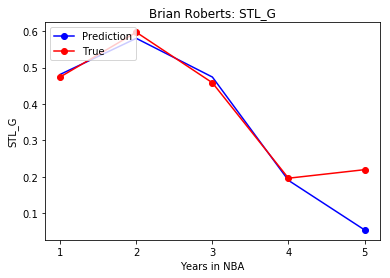 Brian Roberts: STL_G
Prediction
True
0.6
0.5
0.4
0.3
0.2
0.1
STL_G
1 2 3 4 5
Years in NBA